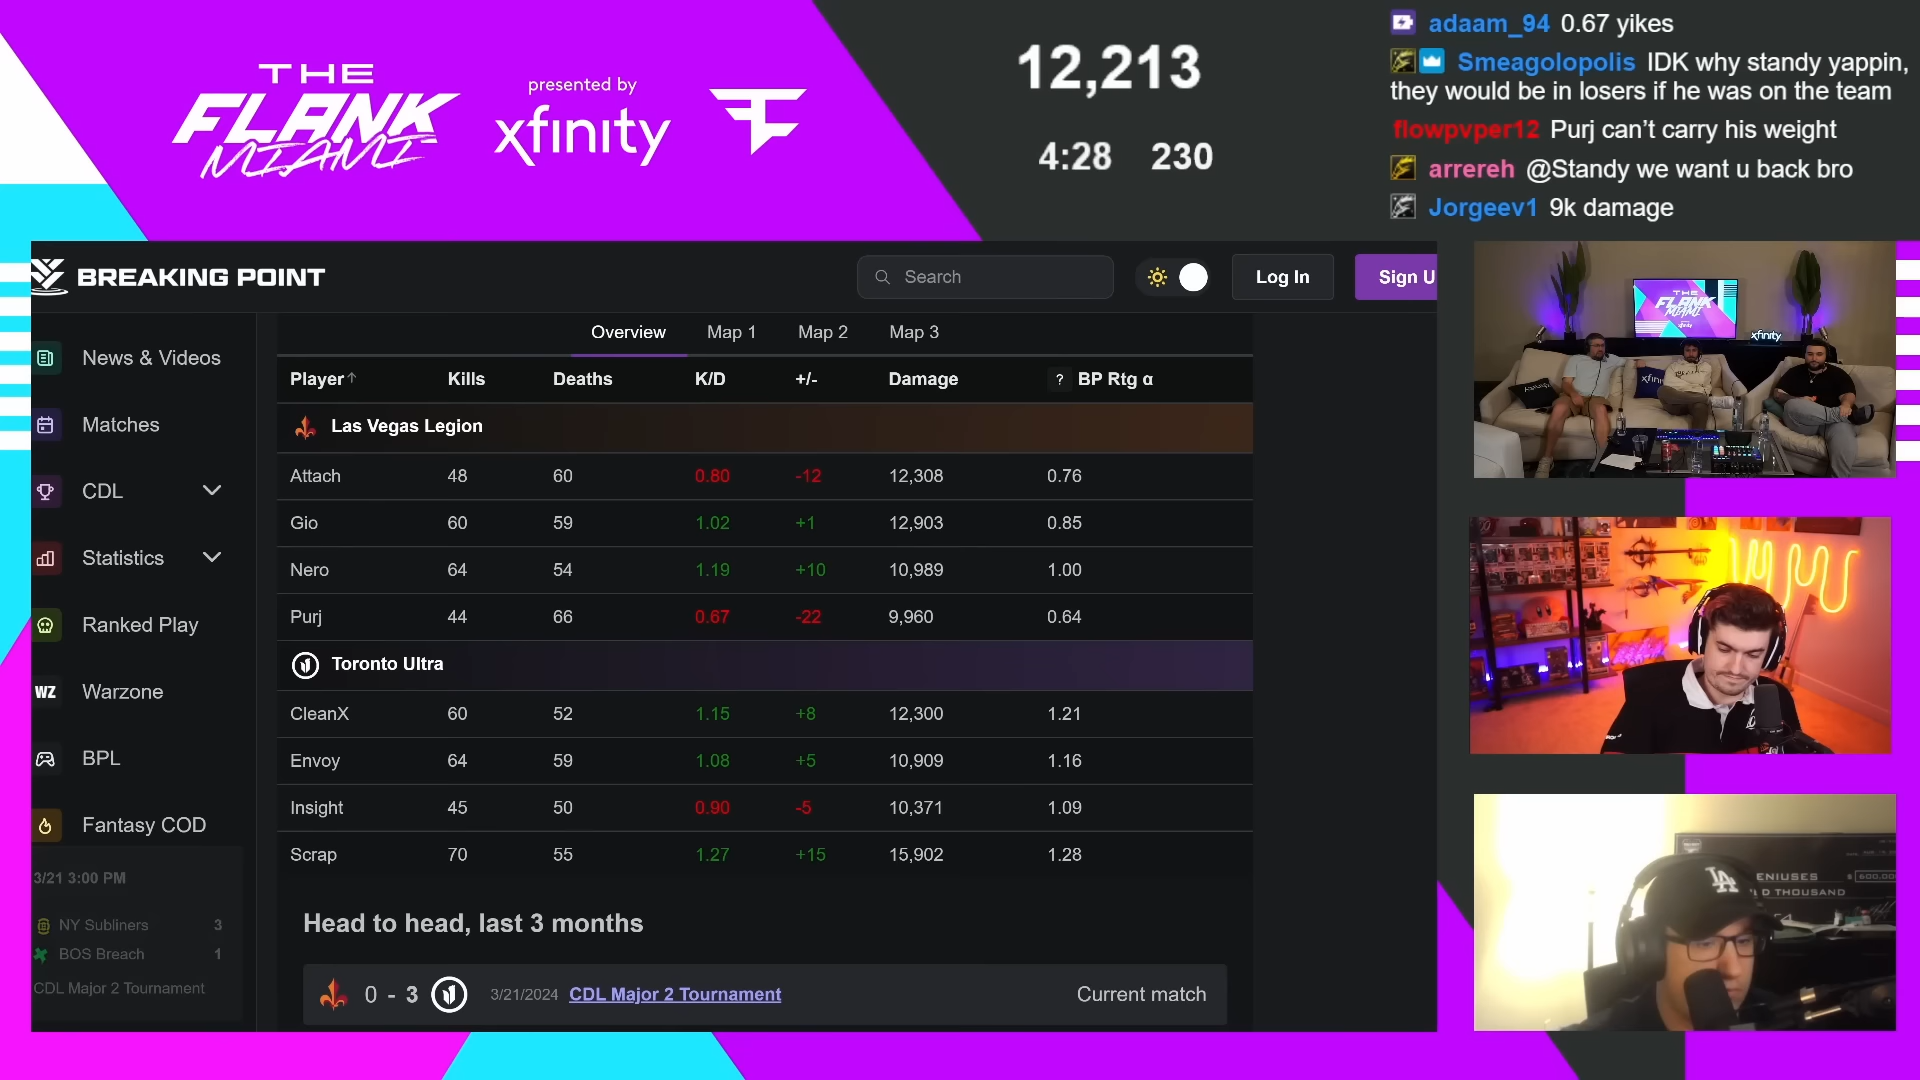 THE
FLANK
MIAMI
presented by
xfinity
12,213
4:28 230
adaam_94 0.67 yikes
Smeagolopolis IDK why standy yappin,
they would be in losers if he was on the team
flowpvper12 Purj can’t carry his weight
arrereh @Standy we want u back bro
Jorgeev1 9k damage
BREAKING POINT
Search
Log In
Sign U
News & Videos
Matches
CDL
Statistics
Ranked Play
WZ Warzone
BPL
Fantasy COD
3/21 3:00 PM
NY Subliners 3
BOS Breach 1
CDL Major 2 Tournament
Overview Map 1 Map 2 Map 3
Player↑ Kills Deaths K/D +/- Damage ? BP Rtg α
Las Vegas Legion
Attach 48 60 0.80 -12 12,308 0.76
Gio 60 59 1.02 +1 12,903 0.85
Nero 64 54 1.19 +10 10,989 1.00
Purj 44 66 0.67 -22 9,960 0.64
Toronto Ultra
CleanX 60 52 1.15 +8 12,300 1.21
Envoy 64 59 1.08 +5 10,909 1.16
Insight 45 50 0.90 -5 10,371 1.09
Scrap 70 55 1.27 +15 15,902 1.28
Head to head, last 3 months
0 - 3 3/21/2024 CDL Major 2 Tournament Current match
THE
FLANK
MIAMI
xfinity
xfini
LA
ENIUSES
LD THOUSAND